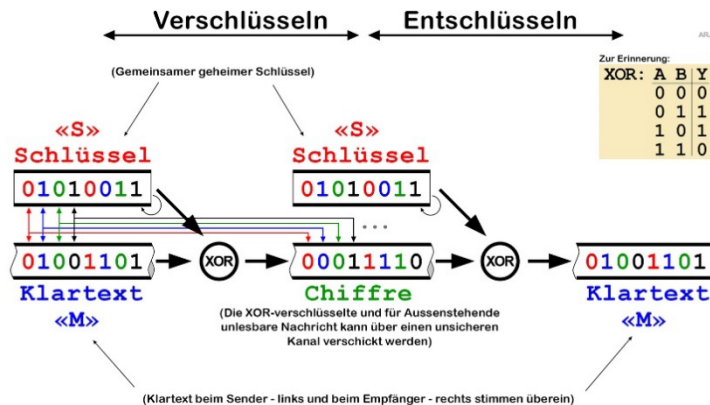 Verschlüsseln
Entschlüsseln
(Gemeinsamer geheimer Schlüssel)
Zur Erinnerung:
XOR: A B Y
0 0 0
0 1 1
1 0 1
1 1 0
«S»
Schlüssel
01010011
«S»
Schlüssel
01010011
01001101
XOR
00011110
XOR
01001101
...
Klartext
«M»
Chiffre
(Die XOR-verschlüsselte und für Aussenstehende
unlesbare Nachricht kann über einen unsicheren
Kanal verschickt werden)
Klartext
«M»
(Klartext beim Sender - links und beim Empfänger - rechts stimmen überein)